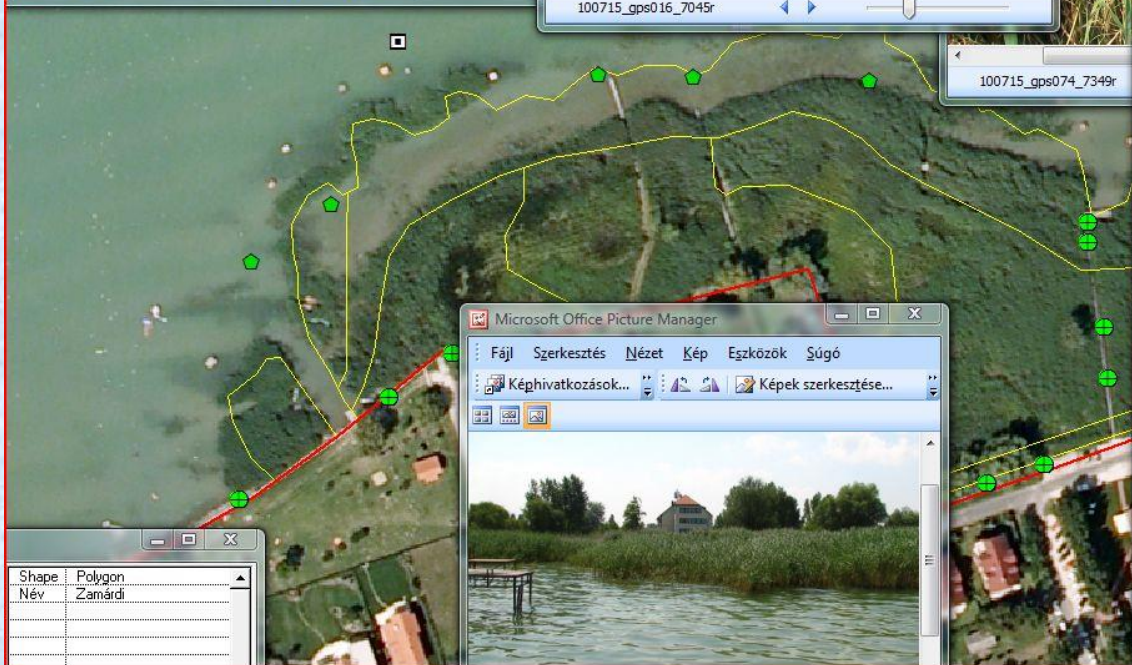 100715_gps016_7045r
100715_gps074_7349r
Microsoft Office Picture Manager
Fájl Szerkesztés Nézet Kép Eszközök Súgó
Képhivatkozások... Képek szerkesztése...
Shape Polygon
Név Zamárdi